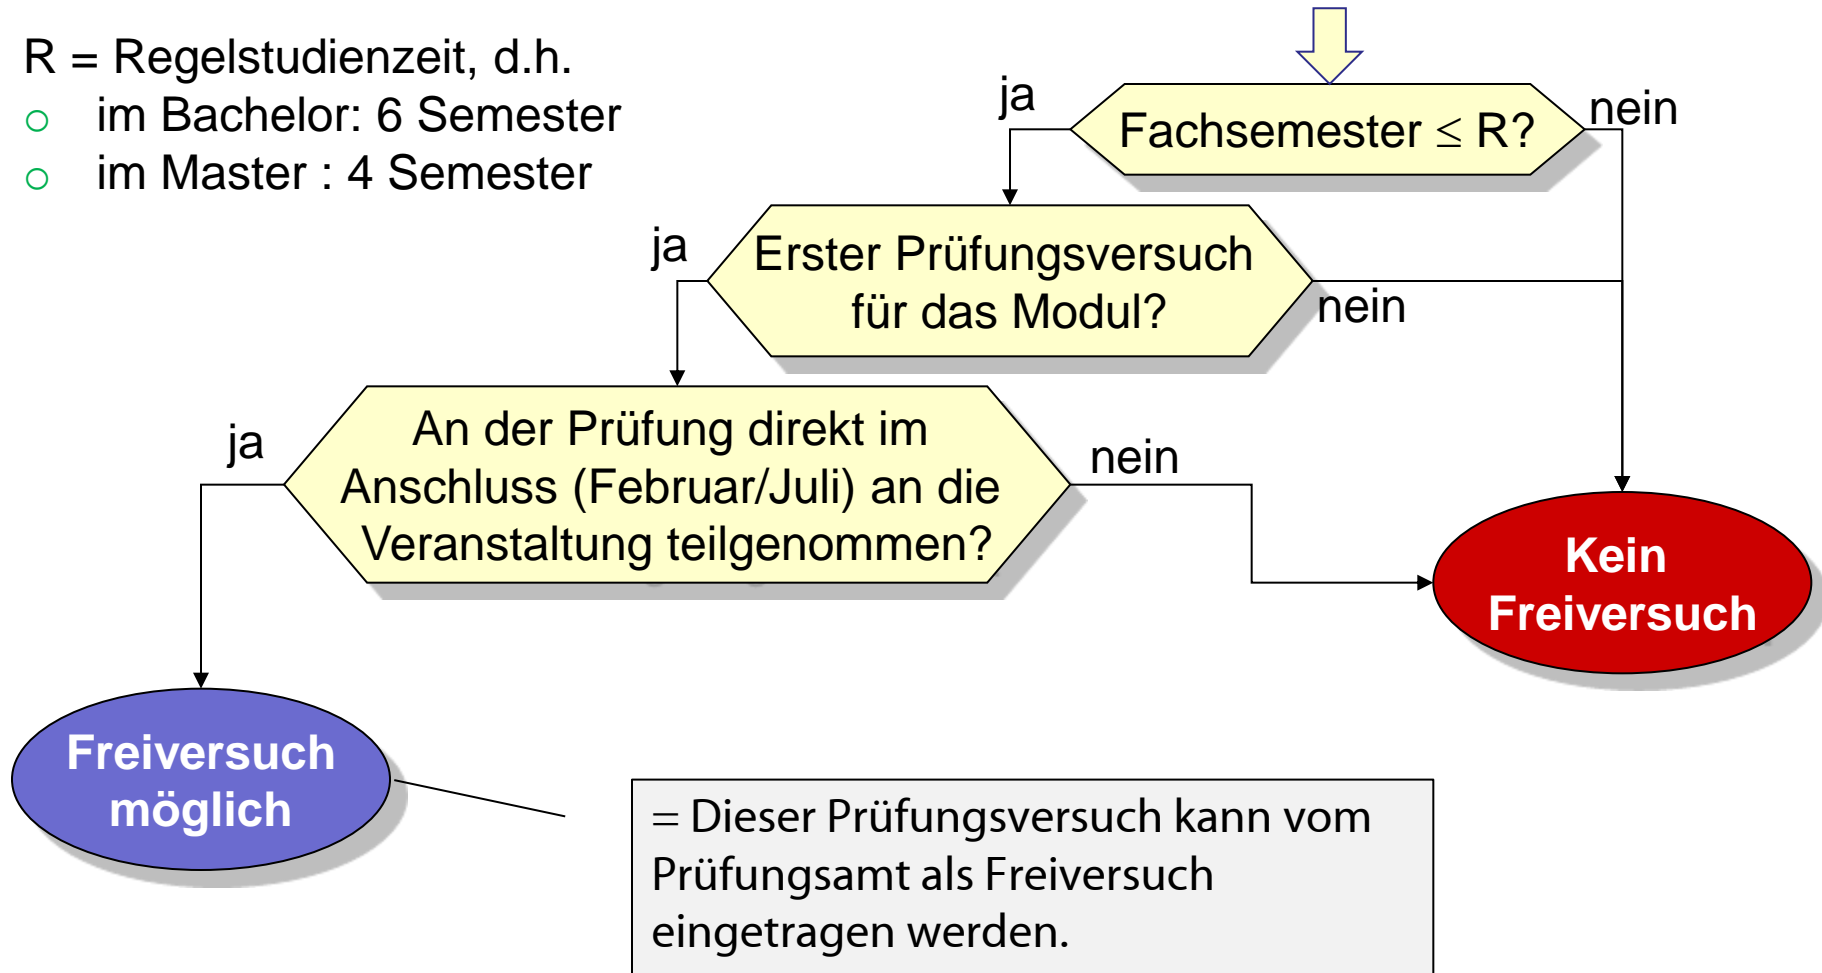 R = Regelstudienzeit, d.h.
im Bachelor: 6 Semester
im Master : 4 Semester
Fachsemester ≤ R?
ja
nein
Erster Prüfungsversuch
für das Modul?
ja
nein
An der Prüfung direkt im
Anschluss (Februar/Juli) an die
Veranstaltung teilgenommen?
ja
nein
Kein
Freiversuch
Freiversuch
möglich
= Dieser Prüfungsversuch kann vom
Prüfungsamt als Freiversuch
eingetragen werden.